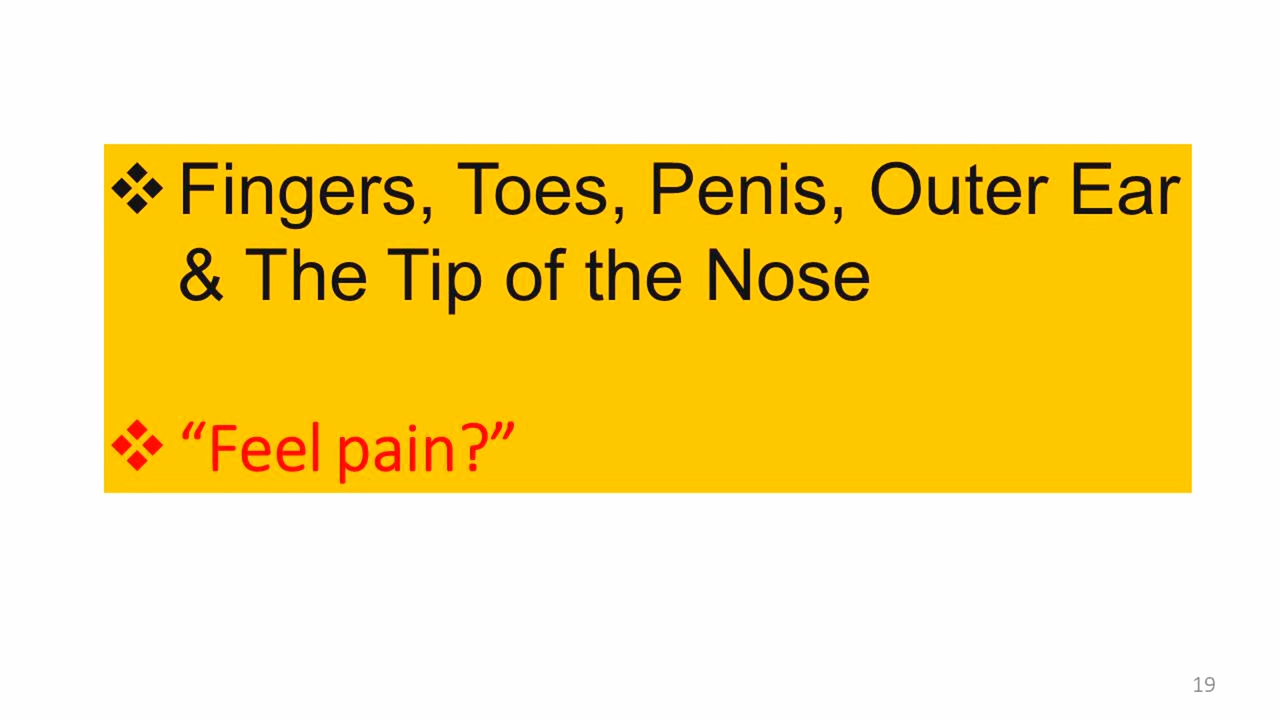 ❖ Fingers, Toes, Penis, Outer Ear
& The Tip of the Nose
❖ “Feel pain?”
19